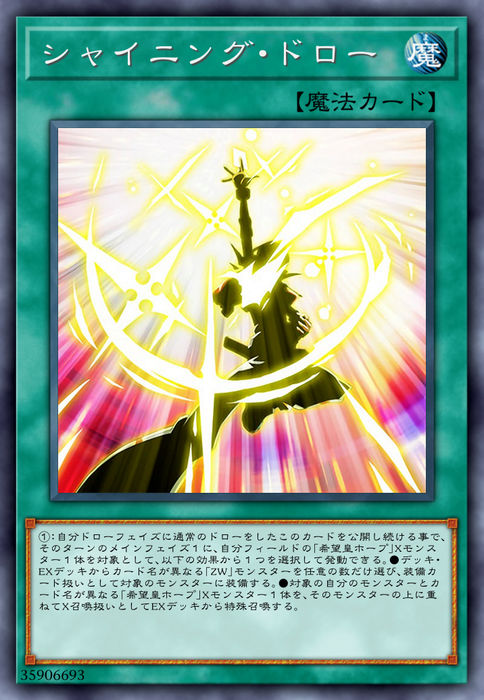 シャイニング・ドロー
魔
【魔法カード】
①:自分ドローフェイズに通常のドローをしたこのカードを公開し続ける事で、
そのターンのメインフェイズ1に、自分フィールドの「希望皇ホープ」Xモンス
ター1体を対象として、以下の効果から1つを選択して発動できる。●デッキ・
EXデッキからカード名が異なる「ZW」モンスターを任意の数だけ選び、装備カー
ド扱いとして対象のモンスターに装備する。●対象の自分のモンスターとカー
ド名が異なる「希望皇ホープ」Xモンスター1体を、そのモンスターの上に重
ねてX召喚扱いとしてEXデッキから特殊召喚する。
35906693